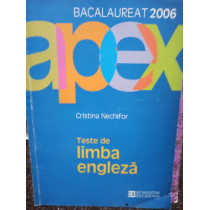 BACALAUREAT 2006
apex
Cristina Nechifor
Teste de
limba
engleză